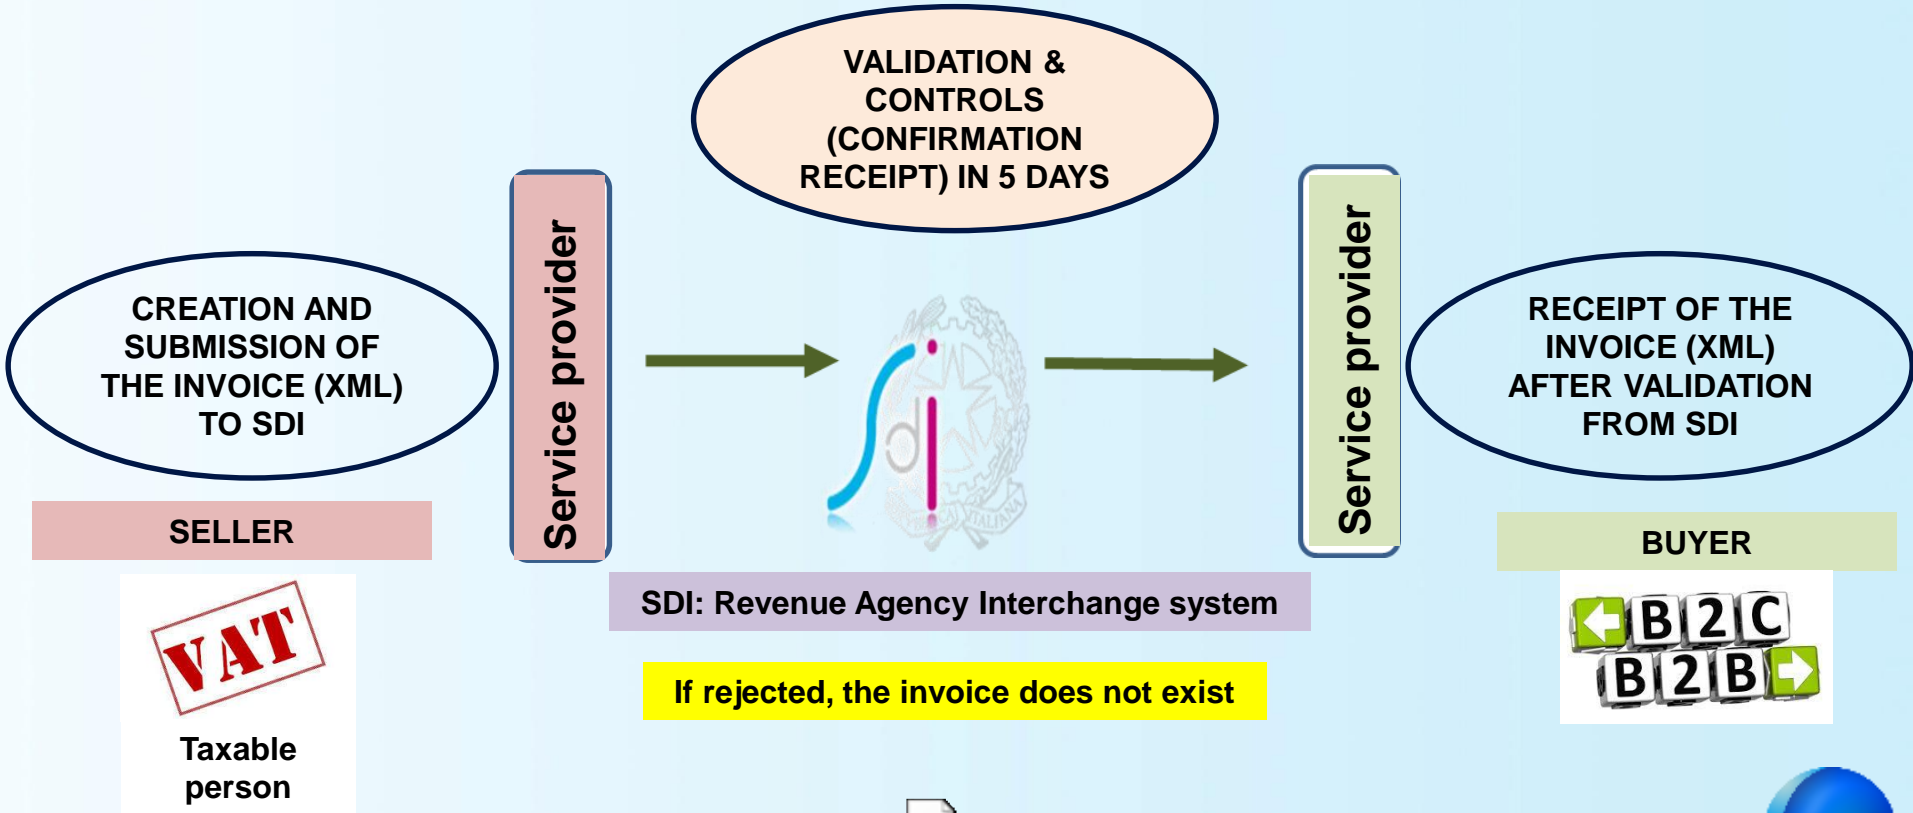 VALIDATION &
CONTROLS
(CONFIRMATION
RECEIPT) IN 5 DAYS
CREATION AND
SUBMISSION OF
THE INVOICE (XML)
TO SDI
Service provider
Service provider
RECEIPT OF THE
INVOICE (XML)
AFTER VALIDATION
FROM SDI
SELLER
sdi
BUYER
SDI: Revenue Agency Interchange system
If rejected, the invoice does not exist
VAT
Taxable
person
B2C
B2B